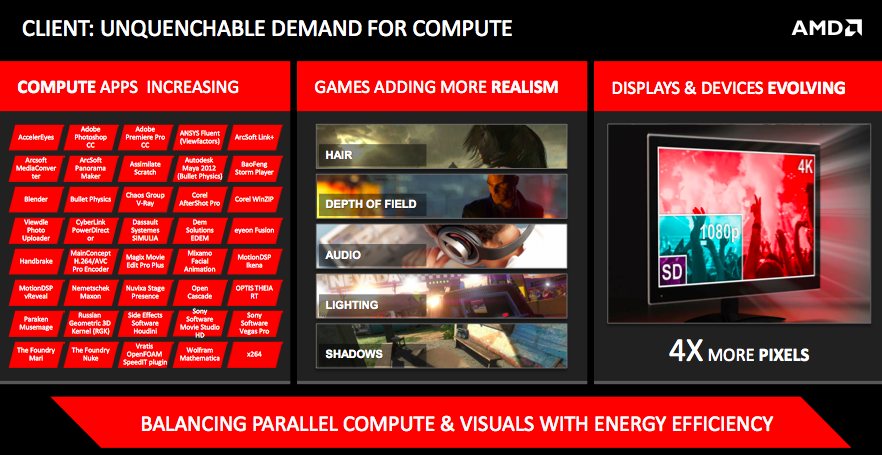 CLIENT: UNQUENCHABLE DEMAND FOR COMPUTE
AMD
COMPUTE APPS INCREASING
AccelerEyes
Adobe
Photoshop
CC
Adobe
Premiere Pro
CC
ANSYS Fluent
(Viewfactors)
ArcSoft Link+
Arcsoft
MediaConver
ter
ArcSoft
Panorama
Maker
Assimilate
Scratch
Autodesk
Maya 2012
(Bullet Physics)
BaoFeng
Storm Player
Blender
Bullet Physics
Chaos Group
V-Ray
Corel
AfterShot Pro
Corel WinZIP
Viewdle
Photo
Uploader
CyberLink
PowerDirect
or
Dassault
Systemes
SIMULIA
Dem
Solutions
EDEM
eyeon Fusion
Handbrake
MainConcept
H.264/AVC
Pro Encoder
Magix Movie
Edit Pro Plus
Mixamo
Facial
Animation
MotionDSP
Ikena
MotionDSP
vReveal
Nemetschek
Maxon
Nuvixa Stage
Presence
Open
Cascade
OPTIS THEIA
RT
Paraken
Musemage
Russian
Geometric 3D
Kernel (RGK)
Side Effects
Software
Houdini
Sony
Software
Movie Studio
HD
Sony
Software
Vegas Pro
The Foundry
Mari
The Foundry
Nuke
Vratis
OpenFOAM
SpeedIT plugin
Wolfram
Mathematica
x264
GAMES ADDING MORE REALISM
HAIR
DEPTH OF FIELD
AUDIO
NEVADA
LIGHTING
SHADOWS
DISPLAYS & DEVICES EVOLVING
4K
1080p
SD
4X MORE PIXELS
BALANCING PARALLEL COMPUTE & VISUALS WITH ENERGY EFFICIENCY